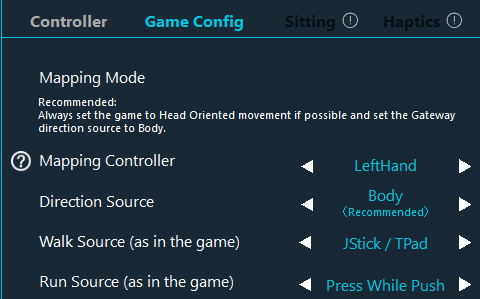 Controller Game Config Sitting ! Haptics !
Mapping Mode
Recommended:
Always set the game to Head Oriented movement if possible and set the Gateway
direction source to Body.
? Mapping Controller LeftHand
Direction Source Body
(Recommended)
Walk Source (as in the game) JStick / TPad
Run Source (as in the game) Press While Push